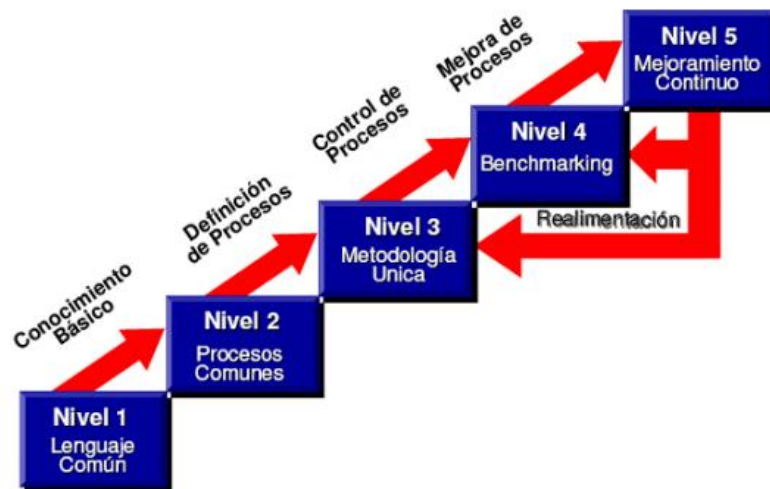 Nivel 5
Mejoramiento
Continuo
Mejora de
Procesos
Nivel 4
Benchmarking
Control de
Procesos
Realimentación
Nivel 3
Metodología
Unica
Definición
de Procesos
Nivel 2
Procesos
Comunes
Conocimiento
Básico
Nivel 1
Lenguaje
Común